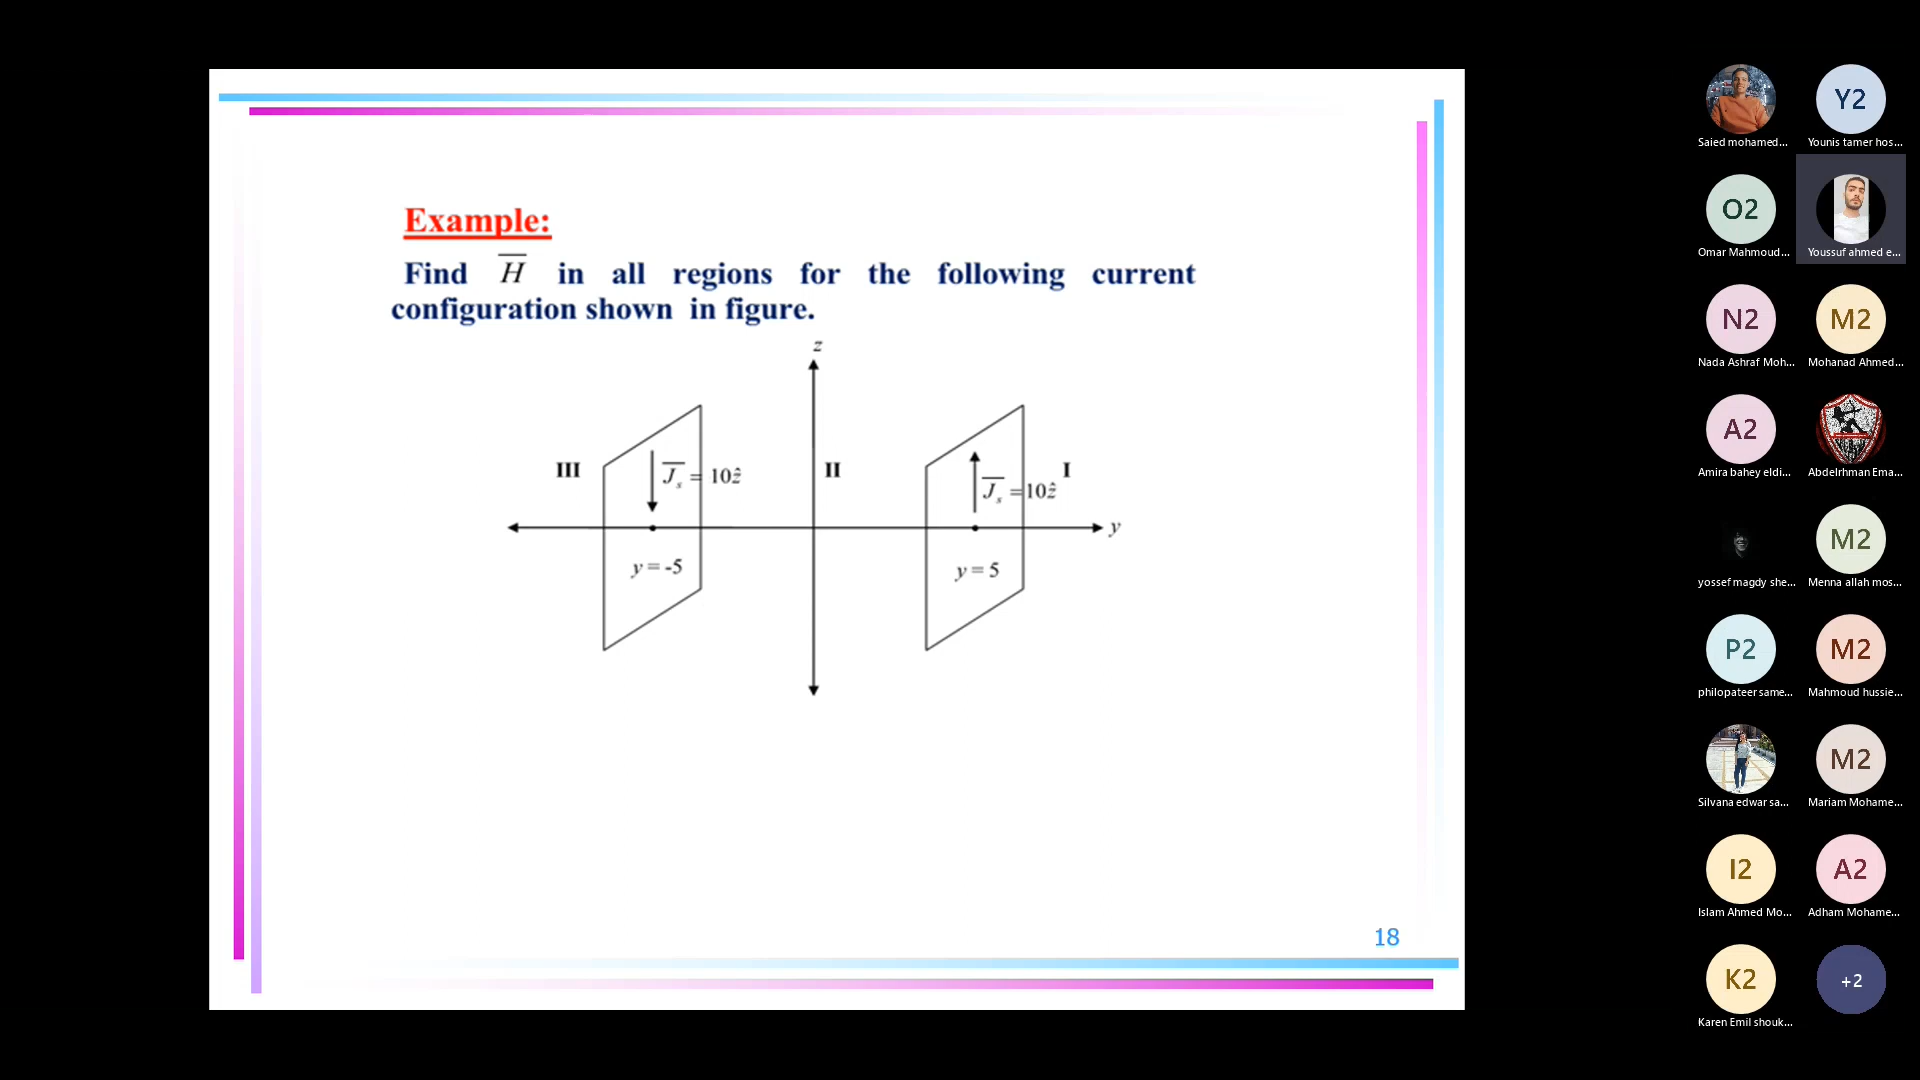 Example:
Find H in all regions for the following current
configuration shown in figure.
z
III
J̅s = 10ẑ
II
J̅s = 10ẑ
I
y
y = -5
y = 5
18
Y2
Saied mohamed...
Younis tamer hos...
O2
Omar Mahmoud...
Youssuf ahmed e...
N2
M2
Nada Ashraf Moh...
Mohanad Ahmed...
A2
Amira bahey eldi...
Abdelrhman Ema...
M2
yossef magdy she...
Menna allah mos...
P2
M2
philopateer same...
Mahmoud hussie...
M2
Silvana edwar sa...
Mariam Mohame...
I2
A2
Islam Ahmed Mo...
Adham Mohame...
K2
+2
Karen Emil shouk...